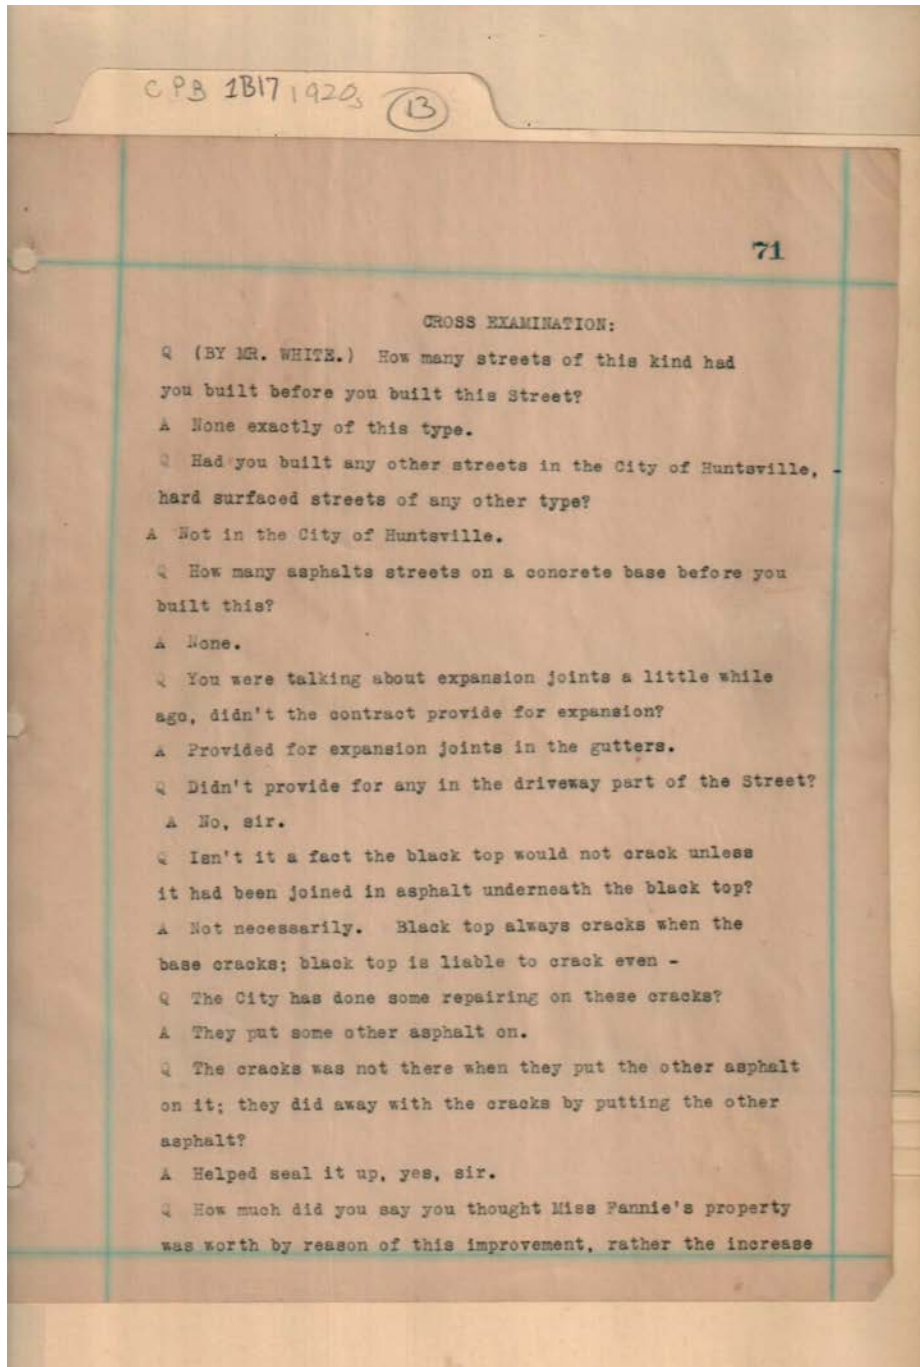 CPB 1B17 1920s 13
71
CROSS EXAMINATION:
Q (BY MR. WHITE.) How many streets of this kind had
you built before you built this Street?
A None exactly of this type.
Q Had you built any other streets in the City of Huntsville, -
hard surfaced streets of any other type?
A Not in the City of Huntsville.
Q How many asphalts streets on a concrete base before you
built this?
A None.
Q You were talking about expansion joints a little while
ago, didn't the contract provide for expansion?
A Provided for expansion joints in the gutters.
Q Didn't provide for any in the driveway part of the Street?
A No, sir.
Q Isn't it a fact the black top would not crack unless
it had been joined in asphalt underneath the black top?
A Not necessarily. Black top always cracks when the
base cracks; black top is liable to crack even -
Q The City has done some repairing on these cracks?
A They put some other asphalt on.
Q The cracks was not there when they put the other asphalt
on it; they did away with the cracks by putting the other
asphalt?
A Helped seal it up, yes, sir.
Q How much did you say you thought Miss Fannie's property
was worth by reason of this improvement, rather the increase